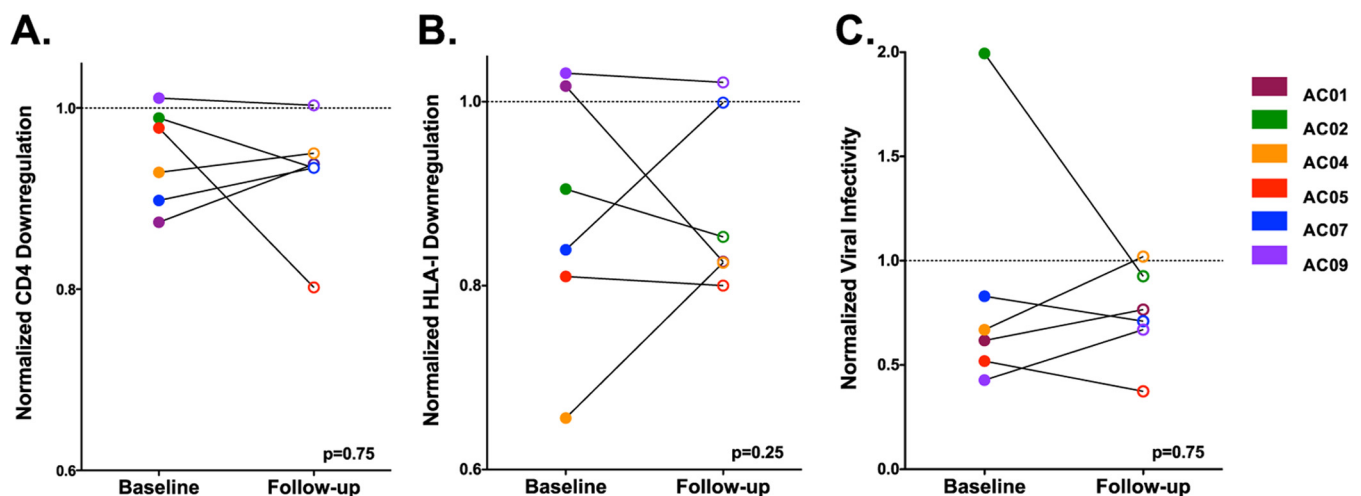 A.
Normalized CD4 Downregulation
1.0
0.8
0.6
Baseline
Follow-up
p=0.75
B.
Normalized HLA-I Downregulation
1.0
0.8
0.6
Baseline
Follow-up
p=0.25
C.
Normalized Viral Infectivity
2.0
1.5
1.0
0.5
0.0
Baseline
Follow-up
p=0.75
AC01
AC02
AC04
AC05
AC07
AC09